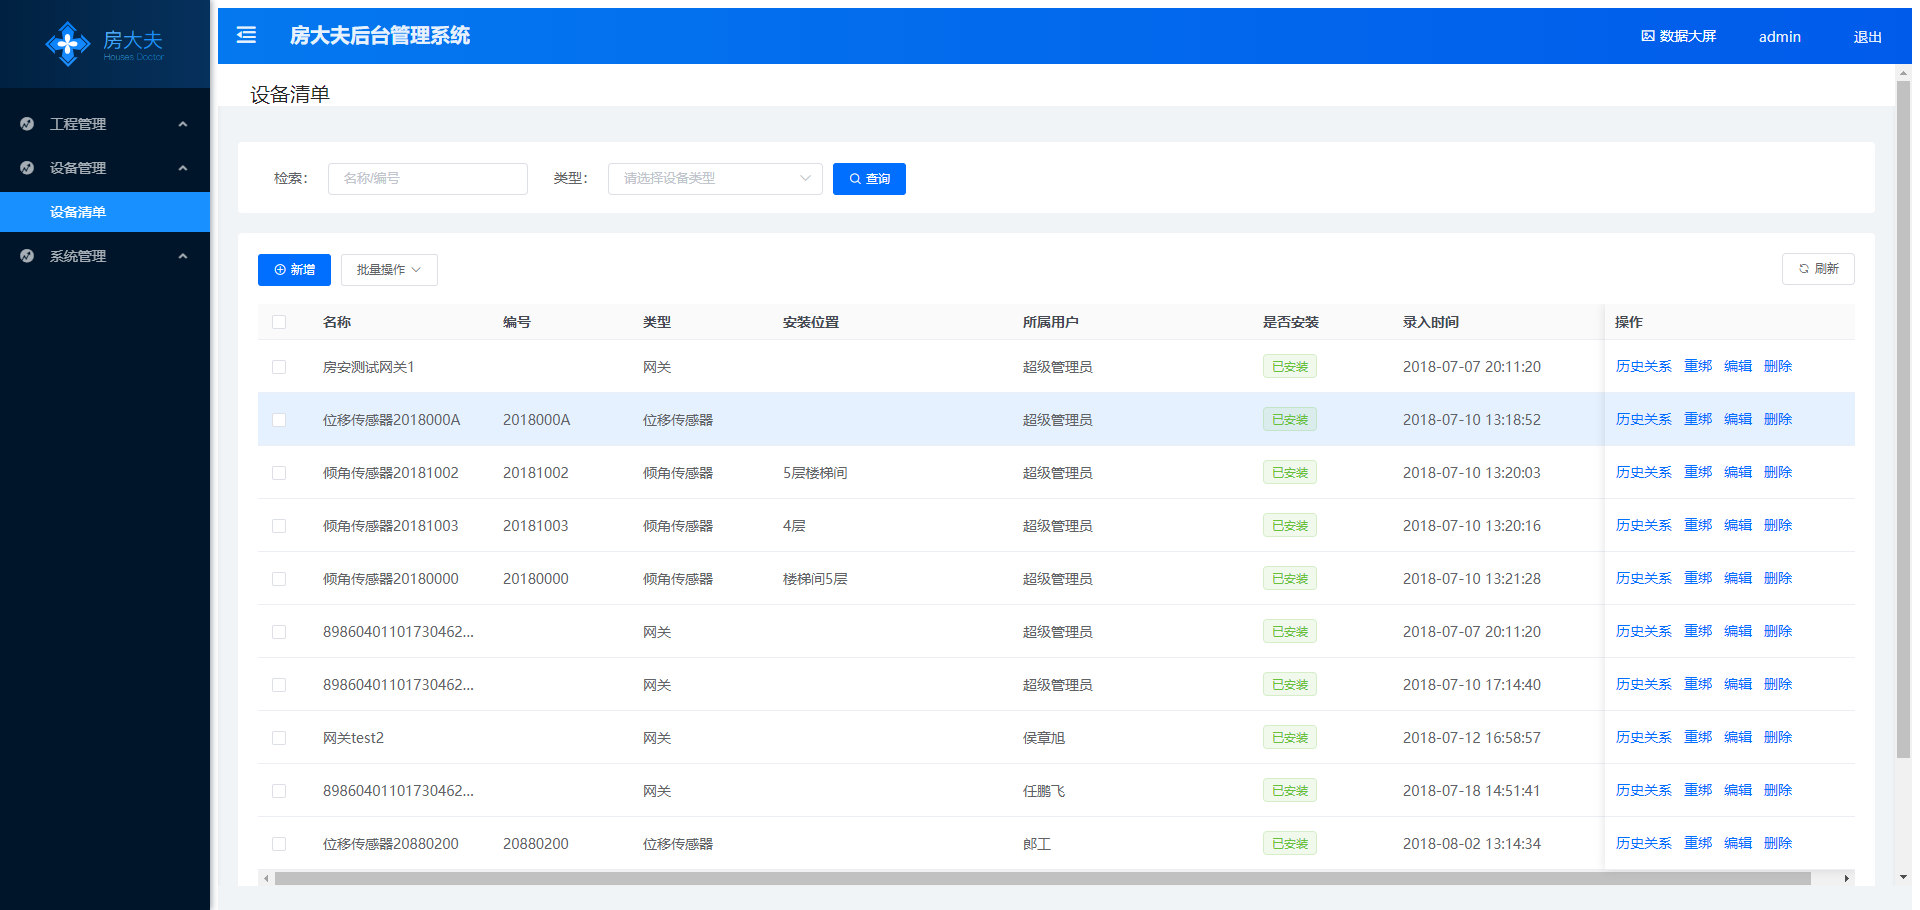 房大夫
Houses Doctor
房大夫后台管理系统
数据大屏 admin 退出
工程管理
设备管理
设备清单
系统管理
设备清单
检索： 名称/编号 类型： 请选择设备类型 查询
新增 批量操作 刷新
名称 编号 类型 安装位置 所属用户 是否安装 录入时间 操作
房安测试网关1 网关 超级管理员 已安装 2018-07-07 20:11:20 历史关系 重绑 编辑 删除
位移传感器2018000A 2018000A 位移传感器 超级管理员 已安装 2018-07-10 13:18:52 历史关系 重绑 编辑 删除
倾角传感器20181002 20181002 倾角传感器 5层楼梯间 超级管理员 已安装 2018-07-10 13:20:03 历史关系 重绑 编辑 删除
倾角传感器20181003 20181003 倾角传感器 4层 超级管理员 已安装 2018-07-10 13:20:16 历史关系 重绑 编辑 删除
倾角传感器20180000 20180000 倾角传感器 楼梯间5层 超级管理员 已安装 2018-07-10 13:21:28 历史关系 重绑 编辑 删除
89860401101730462... 网关 超级管理员 已安装 2018-07-07 20:11:20 历史关系 重绑 编辑 删除
89860401101730462... 网关 超级管理员 已安装 2018-07-10 17:14:40 历史关系 重绑 编辑 删除
网关test2 网关 侯章旭 已安装 2018-07-12 16:58:57 历史关系 重绑 编辑 删除
89860401101730462... 网关 任鹏飞 已安装 2018-07-18 14:51:41 历史关系 重绑 编辑 删除
位移传感器20880200 20880200 位移传感器 郎工 已安装 2018-08-02 13:14:34 历史关系 重绑 编辑 删除